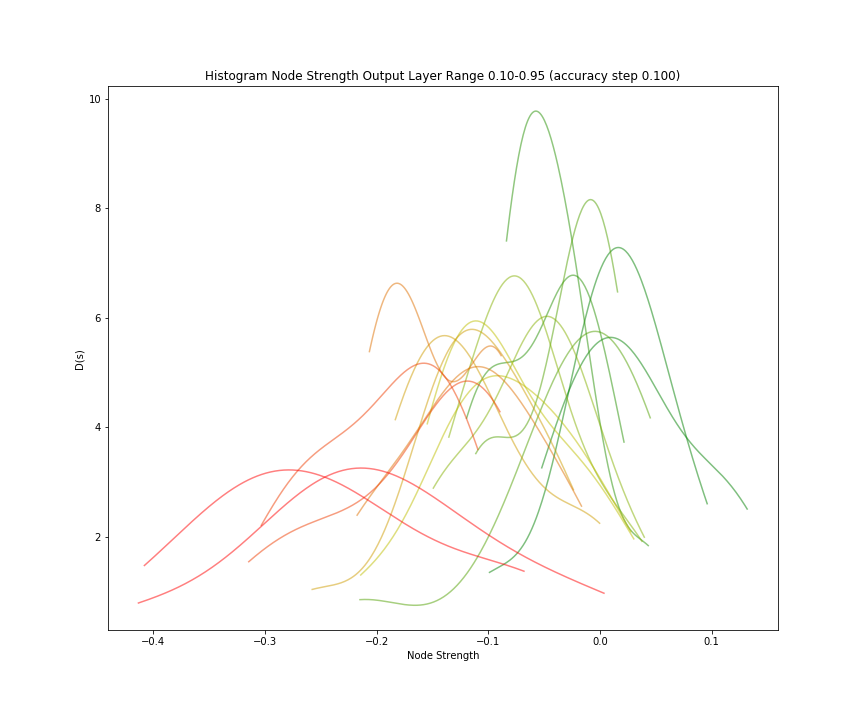 Histogram Node Strength Output Layer Range 0.10-0.95 (accuracy step 0.100)
10
8
6
4
2
D(s)
−0.4 −0.3 −0.2 −0.1 0.0 0.1
Node Strength